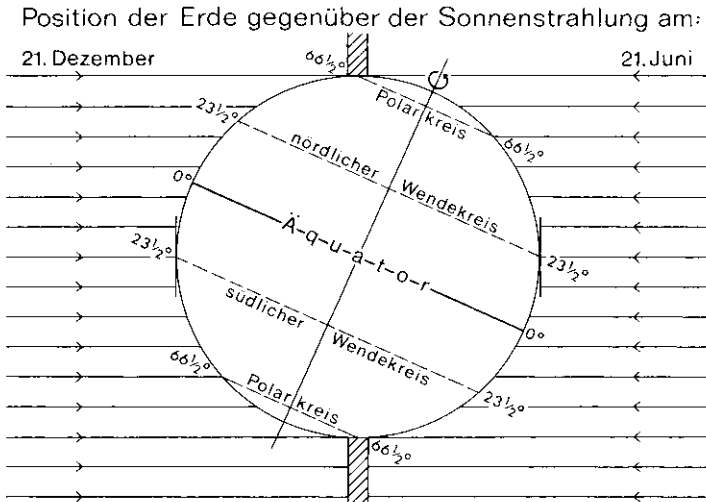 Position der Erde gegenüber der Sonnenstrahlung am:
21. Dezember
21. Juni
66½°
23½°
Polarkreis
66½°
nördlicher Wendekreis
0°
Äquator
23½°
23½°
südlicher Wendekreis
0°
66½°
Polarkreis
23½°
66½°